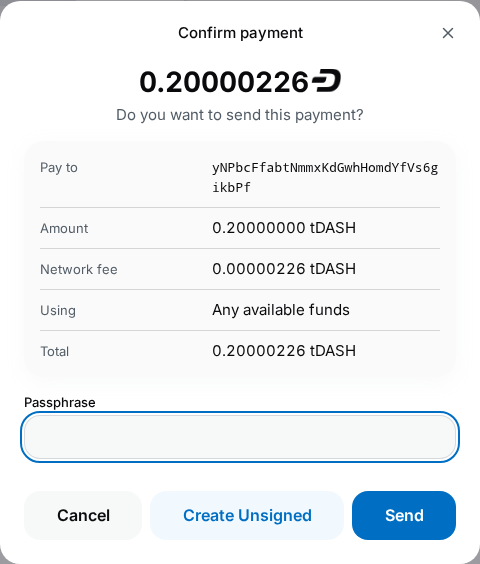 Confirm payment
0.20000226
Do you want to send this payment?
Pay to yNPbcFfabtNmmxKdGwhHomdYfVs6g
ikbPf
Amount 0.20000000 tDASH
Network fee 0.00000226 tDASH
Using Any available funds
Total 0.20000226 tDASH
Passphrase
Cancel Create Unsigned Send